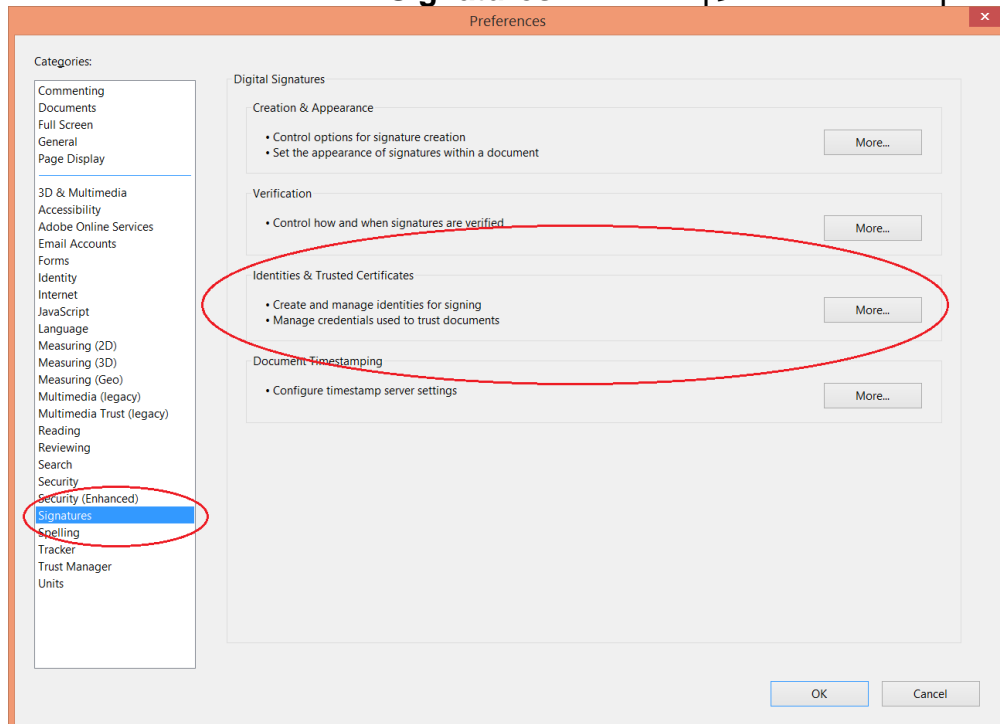 Preferences
Categories:
Commenting
Documents
Full Screen
General
Page Display
3D & Multimedia
Accessibility
Adobe Online Services
Email Accounts
Forms
Identity
Internet
JavaScript
Language
Measuring (2D)
Measuring (3D)
Measuring (Geo)
Multimedia (legacy)
Multimedia Trust (legacy)
Reading
Reviewing
Search
Security
Security (Enhanced)
Signatures
Spelling
Tracker
Trust Manager
Units
Digital Signatures
Creation & Appearance
• Control options for signature creation
• Set the appearance of signatures within a document
More...
Verification
• Control how and when signatures are verified
More...
Identities & Trusted Certificates
• Create and manage identities for signing
• Manage credentials used to trust documents
More...
Document Timestamping
• Configure timestamp server settings
More...
OK
Cancel